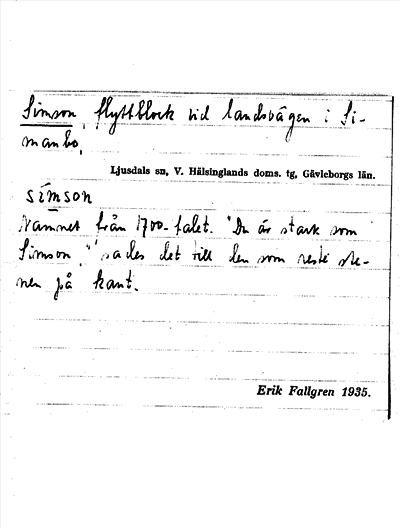 Simson, flyttblock vid landsvägen i Si-
manbo.
Ljusdals sn, V. Hälsinglands doms. tg, Gävleborgs län.
simson
Namnet från 1700-talet. "Du är stark som
Simson." sades det till den som reste ste-
nen på kant.
Erik Fallgren 1935.